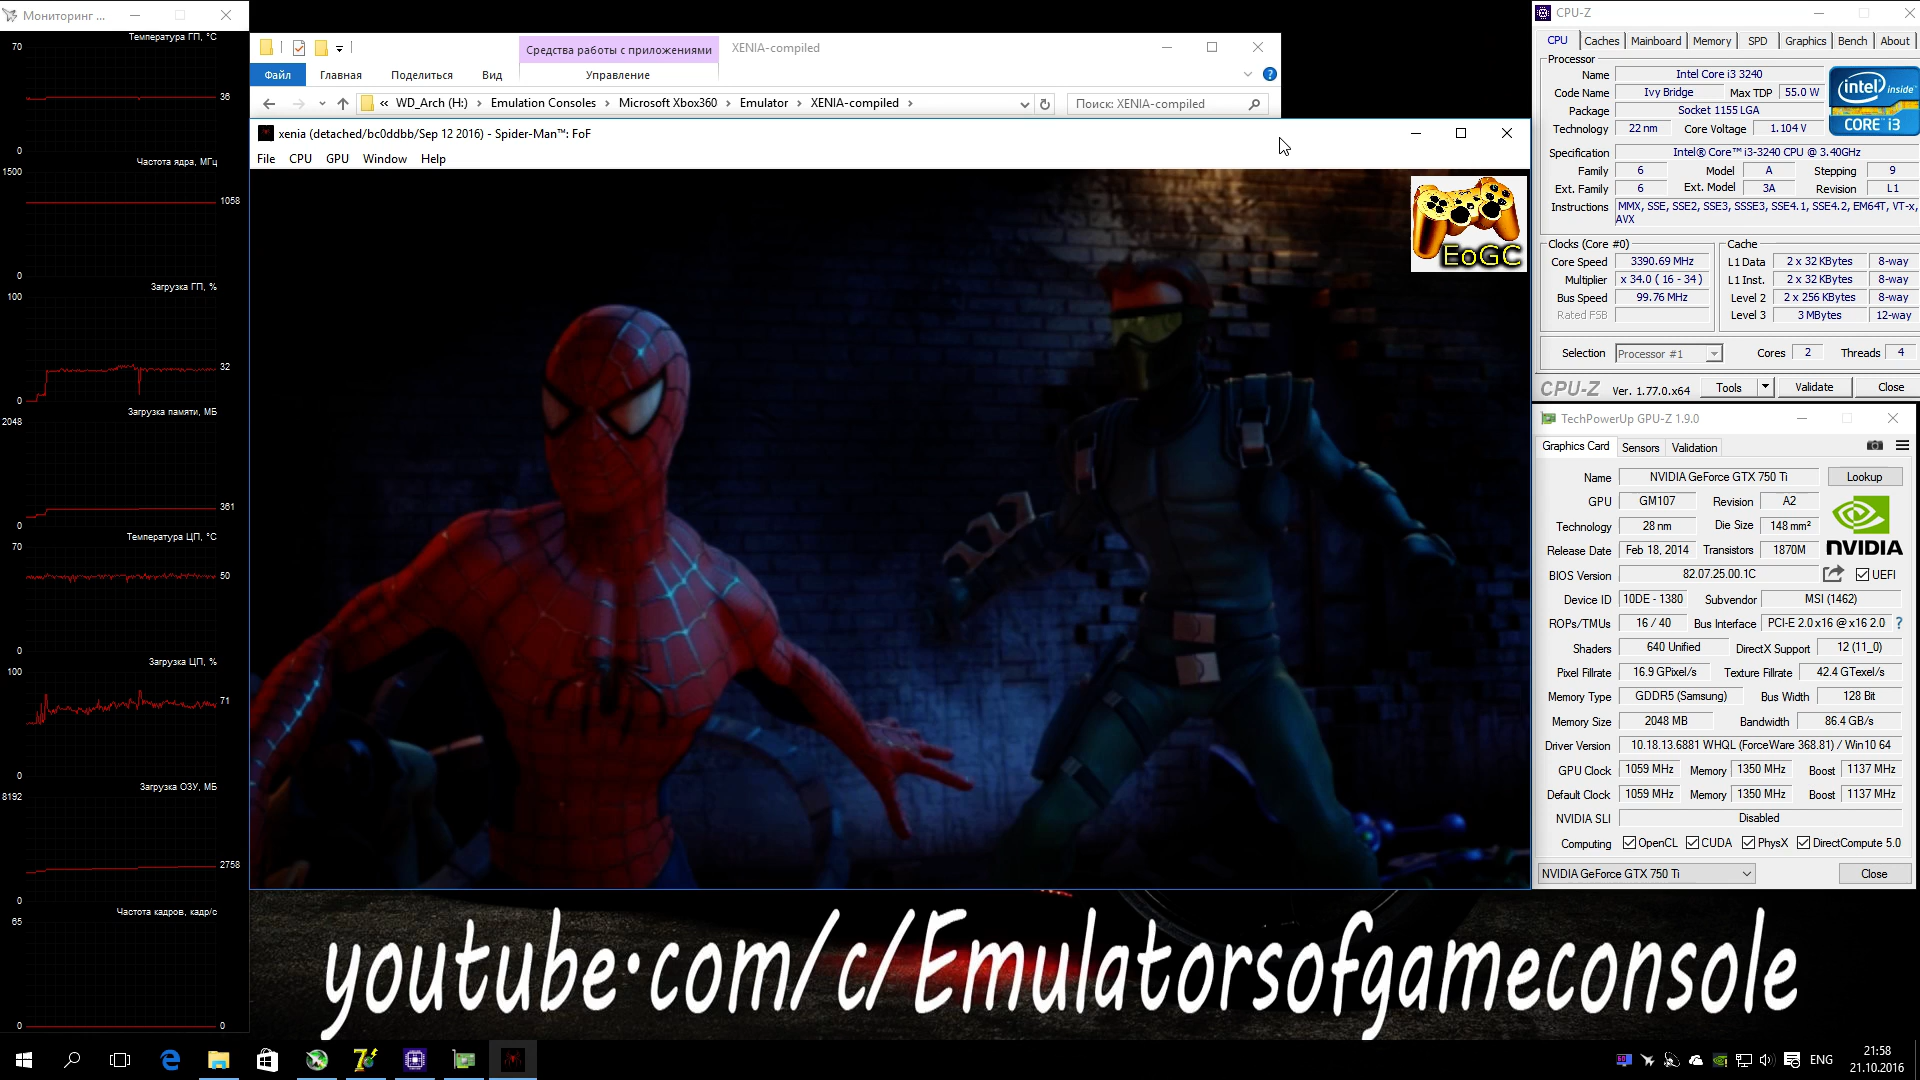 Мониторинг ...
Температура ГП, °C
70
36
0
Частота ядра, МГц
1500
1058
0
Загрузка ГП, %
100
32
0
Загрузка памяти, МБ
2048
361
0
Температура ЦП, °C
70
50
0
Загрузка ЦП, %
100
71
0
Загрузка ОЗУ, МБ
8192
2758
0
Частота кадров, кадр/с
65
0 0
Средства работы с приложениями XENIA-compiled
Файл Главная Поделиться Вид Управление
« WD_Arch (H:) Emulation Consoles Microsoft Xbox360 Emulator XENIA-compiled
Поиск: XENIA-compiled
xenia (detached/bc0ddbb/Sep 12 2016) - Spider-Man™: FoF
File CPU GPU Window Help
EoGC
youtube.com/c/Emulatorsofgameconsole
CPU-Z
CPU Caches Mainboard Memory SPD Graphics Bench About
Processor
Name Intel Core i3 3240
Code Name Ivy Bridge Max TDP 55.0 W
Package Socket 1155 LGA
Technology 22 nm Core Voltage 1.104 V
intel inside
CORE i3
Specification Intel® Core™ i3-3240 CPU @ 3.40GHz
Family 6 Model A Stepping 9
Ext. Family 6 Ext. Model 3A Revision L1
Instructions MMX, SSE, SSE2, SSE3, SSSE3, SSE4.1, SSE4.2, EM64T, VT-x,
AVX
Clocks (Core #0) Cache
Core Speed 3390.69 MHz L1 Data 2 x 32 KBytes 8-way
Multiplier x 34.0 ( 16 - 34 ) L1 Inst. 2 x 32 KBytes 8-way
Bus Speed 99.76 MHz Level 2 2 x 256 KBytes 8-way
Rated FSB Level 3 3 MBytes 12-way
Selection Processor #1 Cores 2 Threads 4
CPU-Z Ver. 1.77.0.x64 Tools Validate Close
TechPowerUp GPU-Z 1.9.0
Graphics Card Sensors Validation
Name NVIDIA GeForce GTX 750 Ti Lookup
GPU GM107 Revision A2
Technology 28 nm Die Size 148 mm²
Release Date Feb 18, 2014 Transistors 1870M
NVIDIA
BIOS Version 82.07.25.00.1C UEFI
Device ID 10DE - 1380 Subvendor MSI (1462)
ROPs/TMUs 16 / 40 Bus Interface PCI-E 2.0 x16 @ x16 2.0 ?
Shaders 640 Unified DirectX Support 12 (11_0)
Pixel Fillrate 16.9 GPixel/s Texture Fillrate 42.4 GTexel/s
Memory Type GDDR5 (Samsung) Bus Width 128 Bit
Memory Size 2048 MB Bandwidth 86.4 GB/s
Driver Version 10.18.13.6881 WHQL (ForceWare 368.81) / Win10 64
GPU Clock 1059 MHz Memory 1350 MHz Boost 1137 MHz
Default Clock 1059 MHz Memory 1350 MHz Boost 1137 MHz
NVIDIA SLI Disabled
Computing OpenCL CUDA PhysX DirectCompute 5.0
NVIDIA GeForce GTX 750 Ti Close
ENG
21:58
21.10.2016